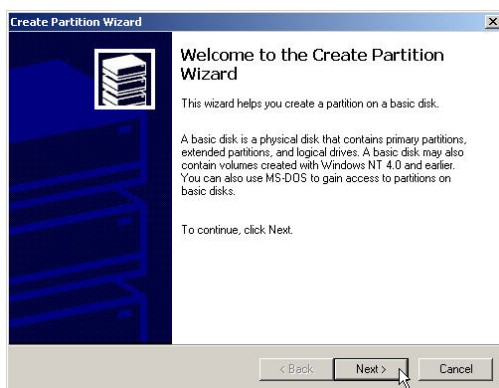 Create Partition Wizard
Welcome to the Create Partition
Wizard
This wizard helps you create a partition on a basic disk.
A basic disk is a physical disk that contains primary partitions,
extended partitions, and logical drives. A basic disk may also
contain volumes created with Windows NT 4.0 and earlier.
You can also use MS-DOS to gain access to partitions on
basic disks.
To continue, click Next.
< Back Next > Cancel